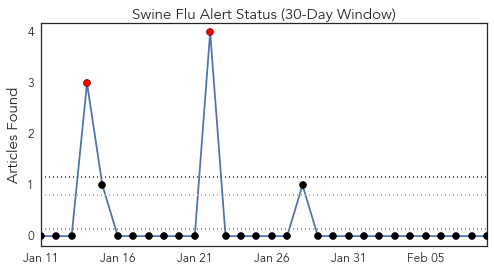 Swine Flu Alert Status (30-Day Window)
Articles Found
4
3
2
1
0
Jan 11 Jan 16 Jan 21 Jan 26 Jan 31 Feb 05